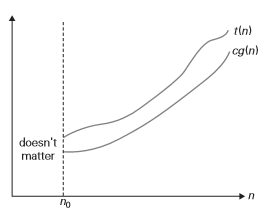 t(n)
cg(n)
doesn't
matter
n₀
n